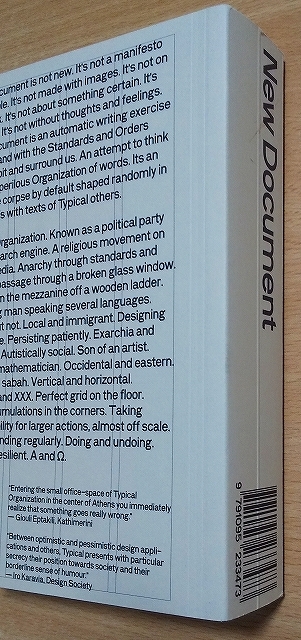 cument is not new. It's not a manifesto
le. It's not made with images. It's not on
. It's not about something certain. It's
It's not without thoughts and feelings.
cument is an automatic writing exercise
and with the Standards and Orders
bit and surround us. An attempt to think
perilous Organization of words. Its an
corpse by default shaped randomly in
s with texts of Typical others.
rganization. Known as a political party
arch engine. A religious movement on
edia. Anarchy through standards and
passage through a broken glass window.
m the mezzanine off a wooden ladder.
g man speaking several languages.
rt not. Local and immigrant. Designing
e. Persisting patiently. Exarchia and
Autistically social. Son of an artist.
mathematician. Occidental and eastern.
sabah. Vertical and horizontal.
and XXX. Perfect grid on the floor.
umulations in the corners. Taking
bility for larger actions, almost off scale.
nding regularly. Doing and undoing.
esilient. A and Ω.
"Entering the small office-space of Typical
Organization in the center of Athens you immediately
realize that something goes really wrong."
— Giouli Eptakili, Kathimerini
"Between optimistic and pessimistic design appli-
cations and others, Typical presents with particular
secrecy their position towards society and their
borderline sense of humour."
— Iro Karavia, Design Society
New Document
9 791095 233473